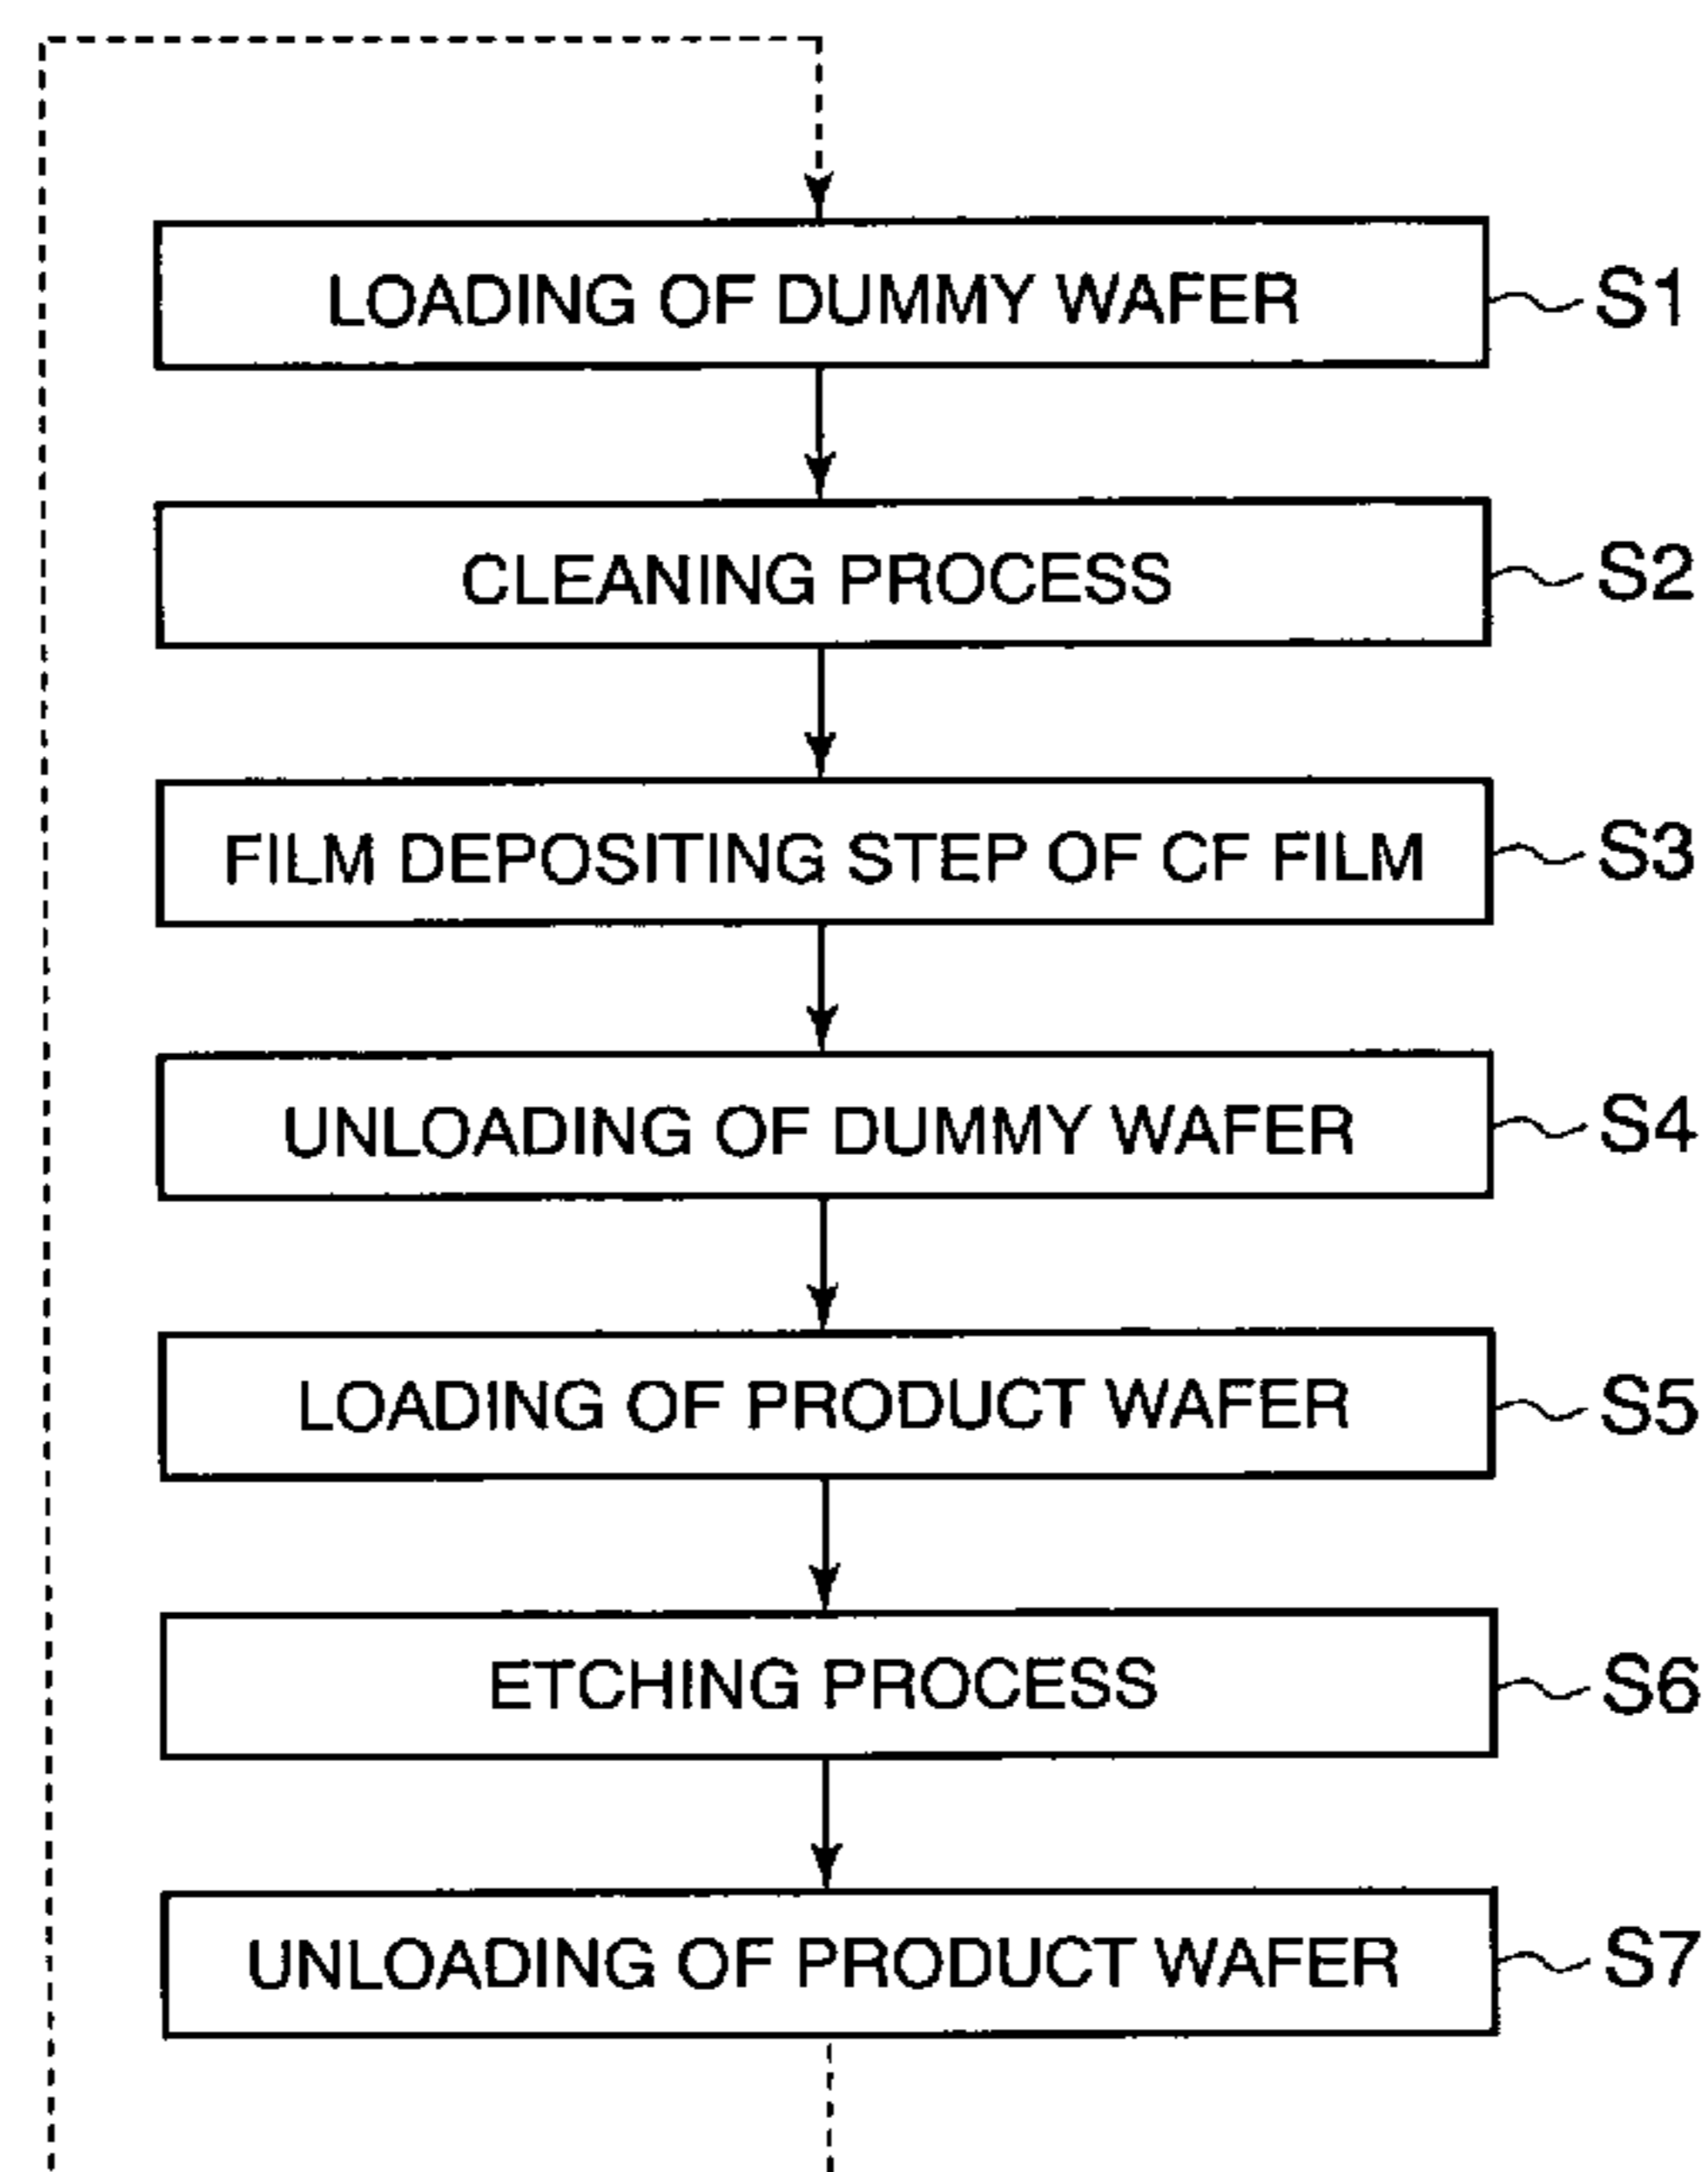 LOADING OF DUMMY WAFER S1
CLEANING PROCESS S2
FILM DEPOSITING STEP OF CF FILM S3
UNLOADING OF DUMMY WAFER S4
LOADING OF PRODUCT WAFER S5
ETCHING PROCESS S6
UNLOADING OF PRODUCT WAFER S7